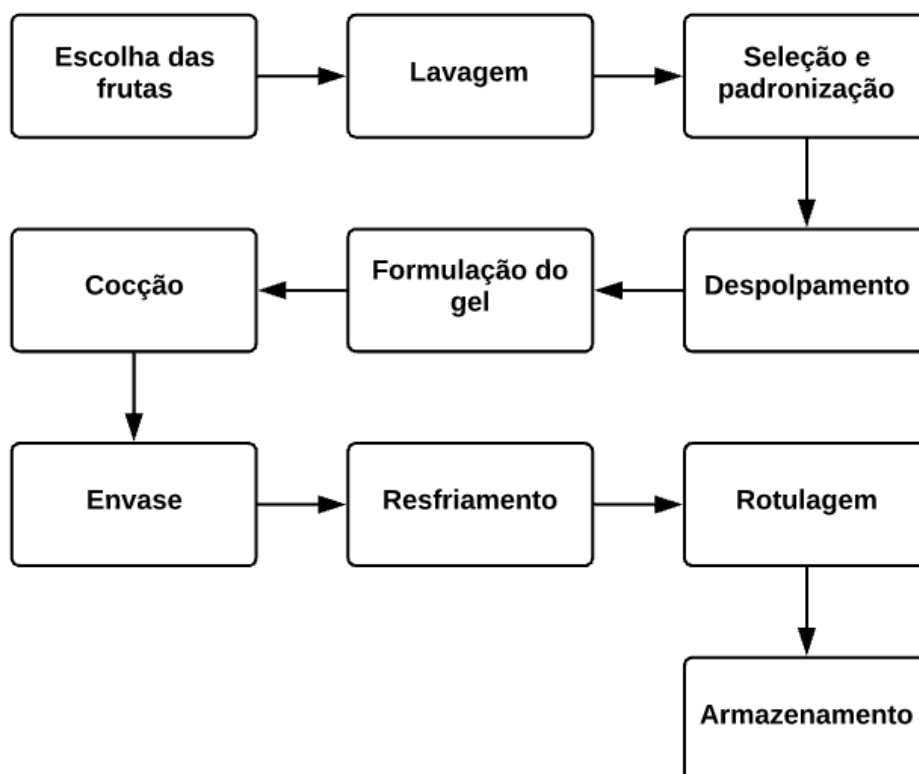 Escolha das
frutas
Lavagem
Seleção e
padronização
Despolpamento
Formulação do
gel
Cocção
Envase
Resfriamento
Rotulagem
Armazenamento